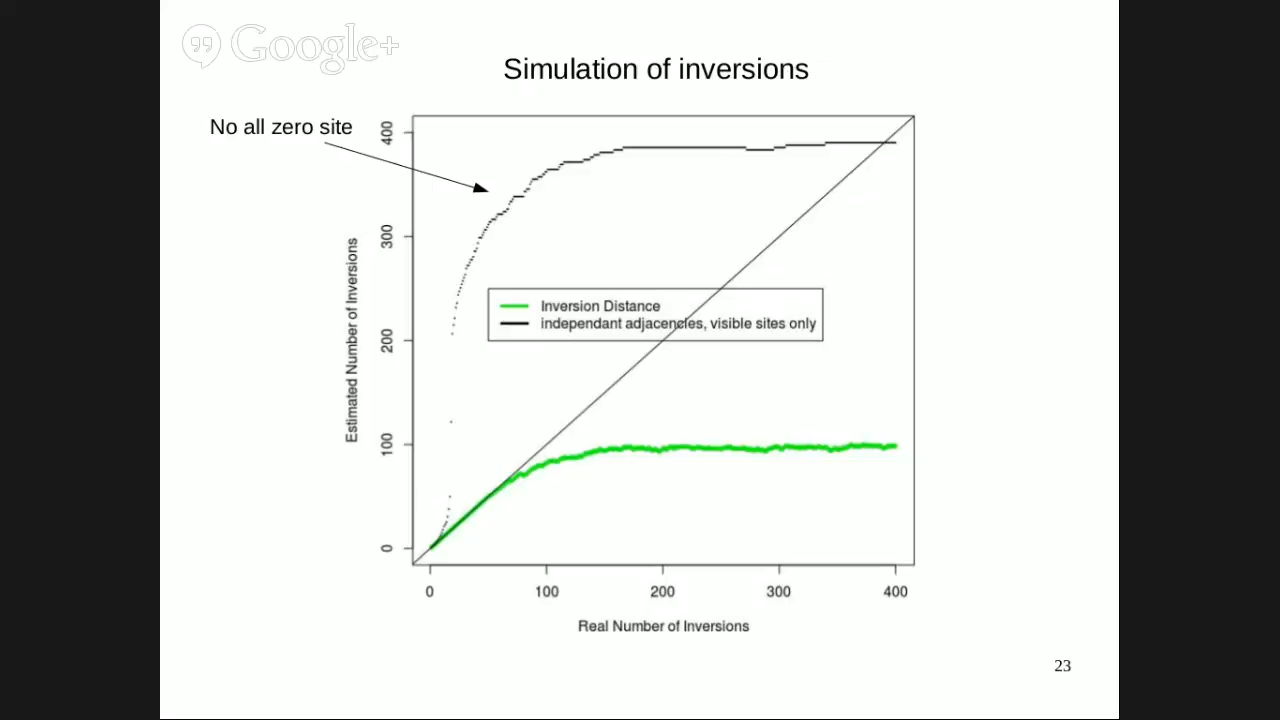 Google+
Simulation of inversions
No all zero site
400
300
200
100
0
Estimated Number of Inversions
Inversion Distance
independant adjacencies, visible sites only
0 100 200 300 400
Real Number of Inversions
23